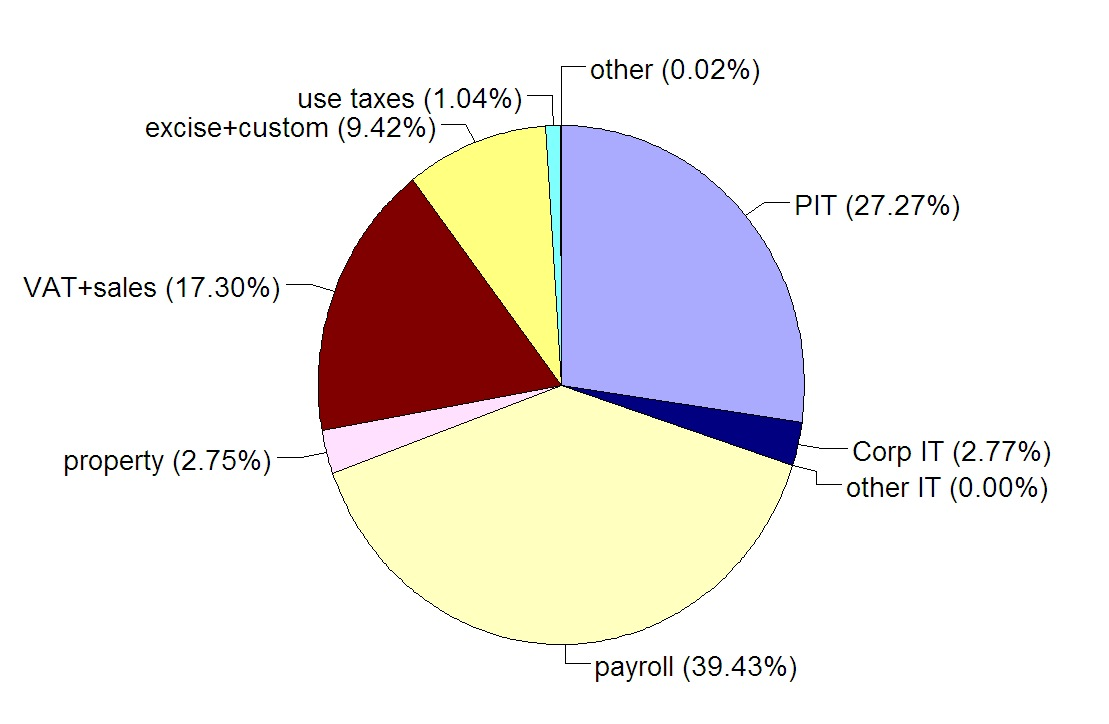 other (0.02%)
use taxes (1.04%)
excise+custom (9.42%)
PIT (27.27%)
VAT+sales (17.30%)
Corp IT (2.77%)
property (2.75%)
other IT (0.00%)
payroll (39.43%)